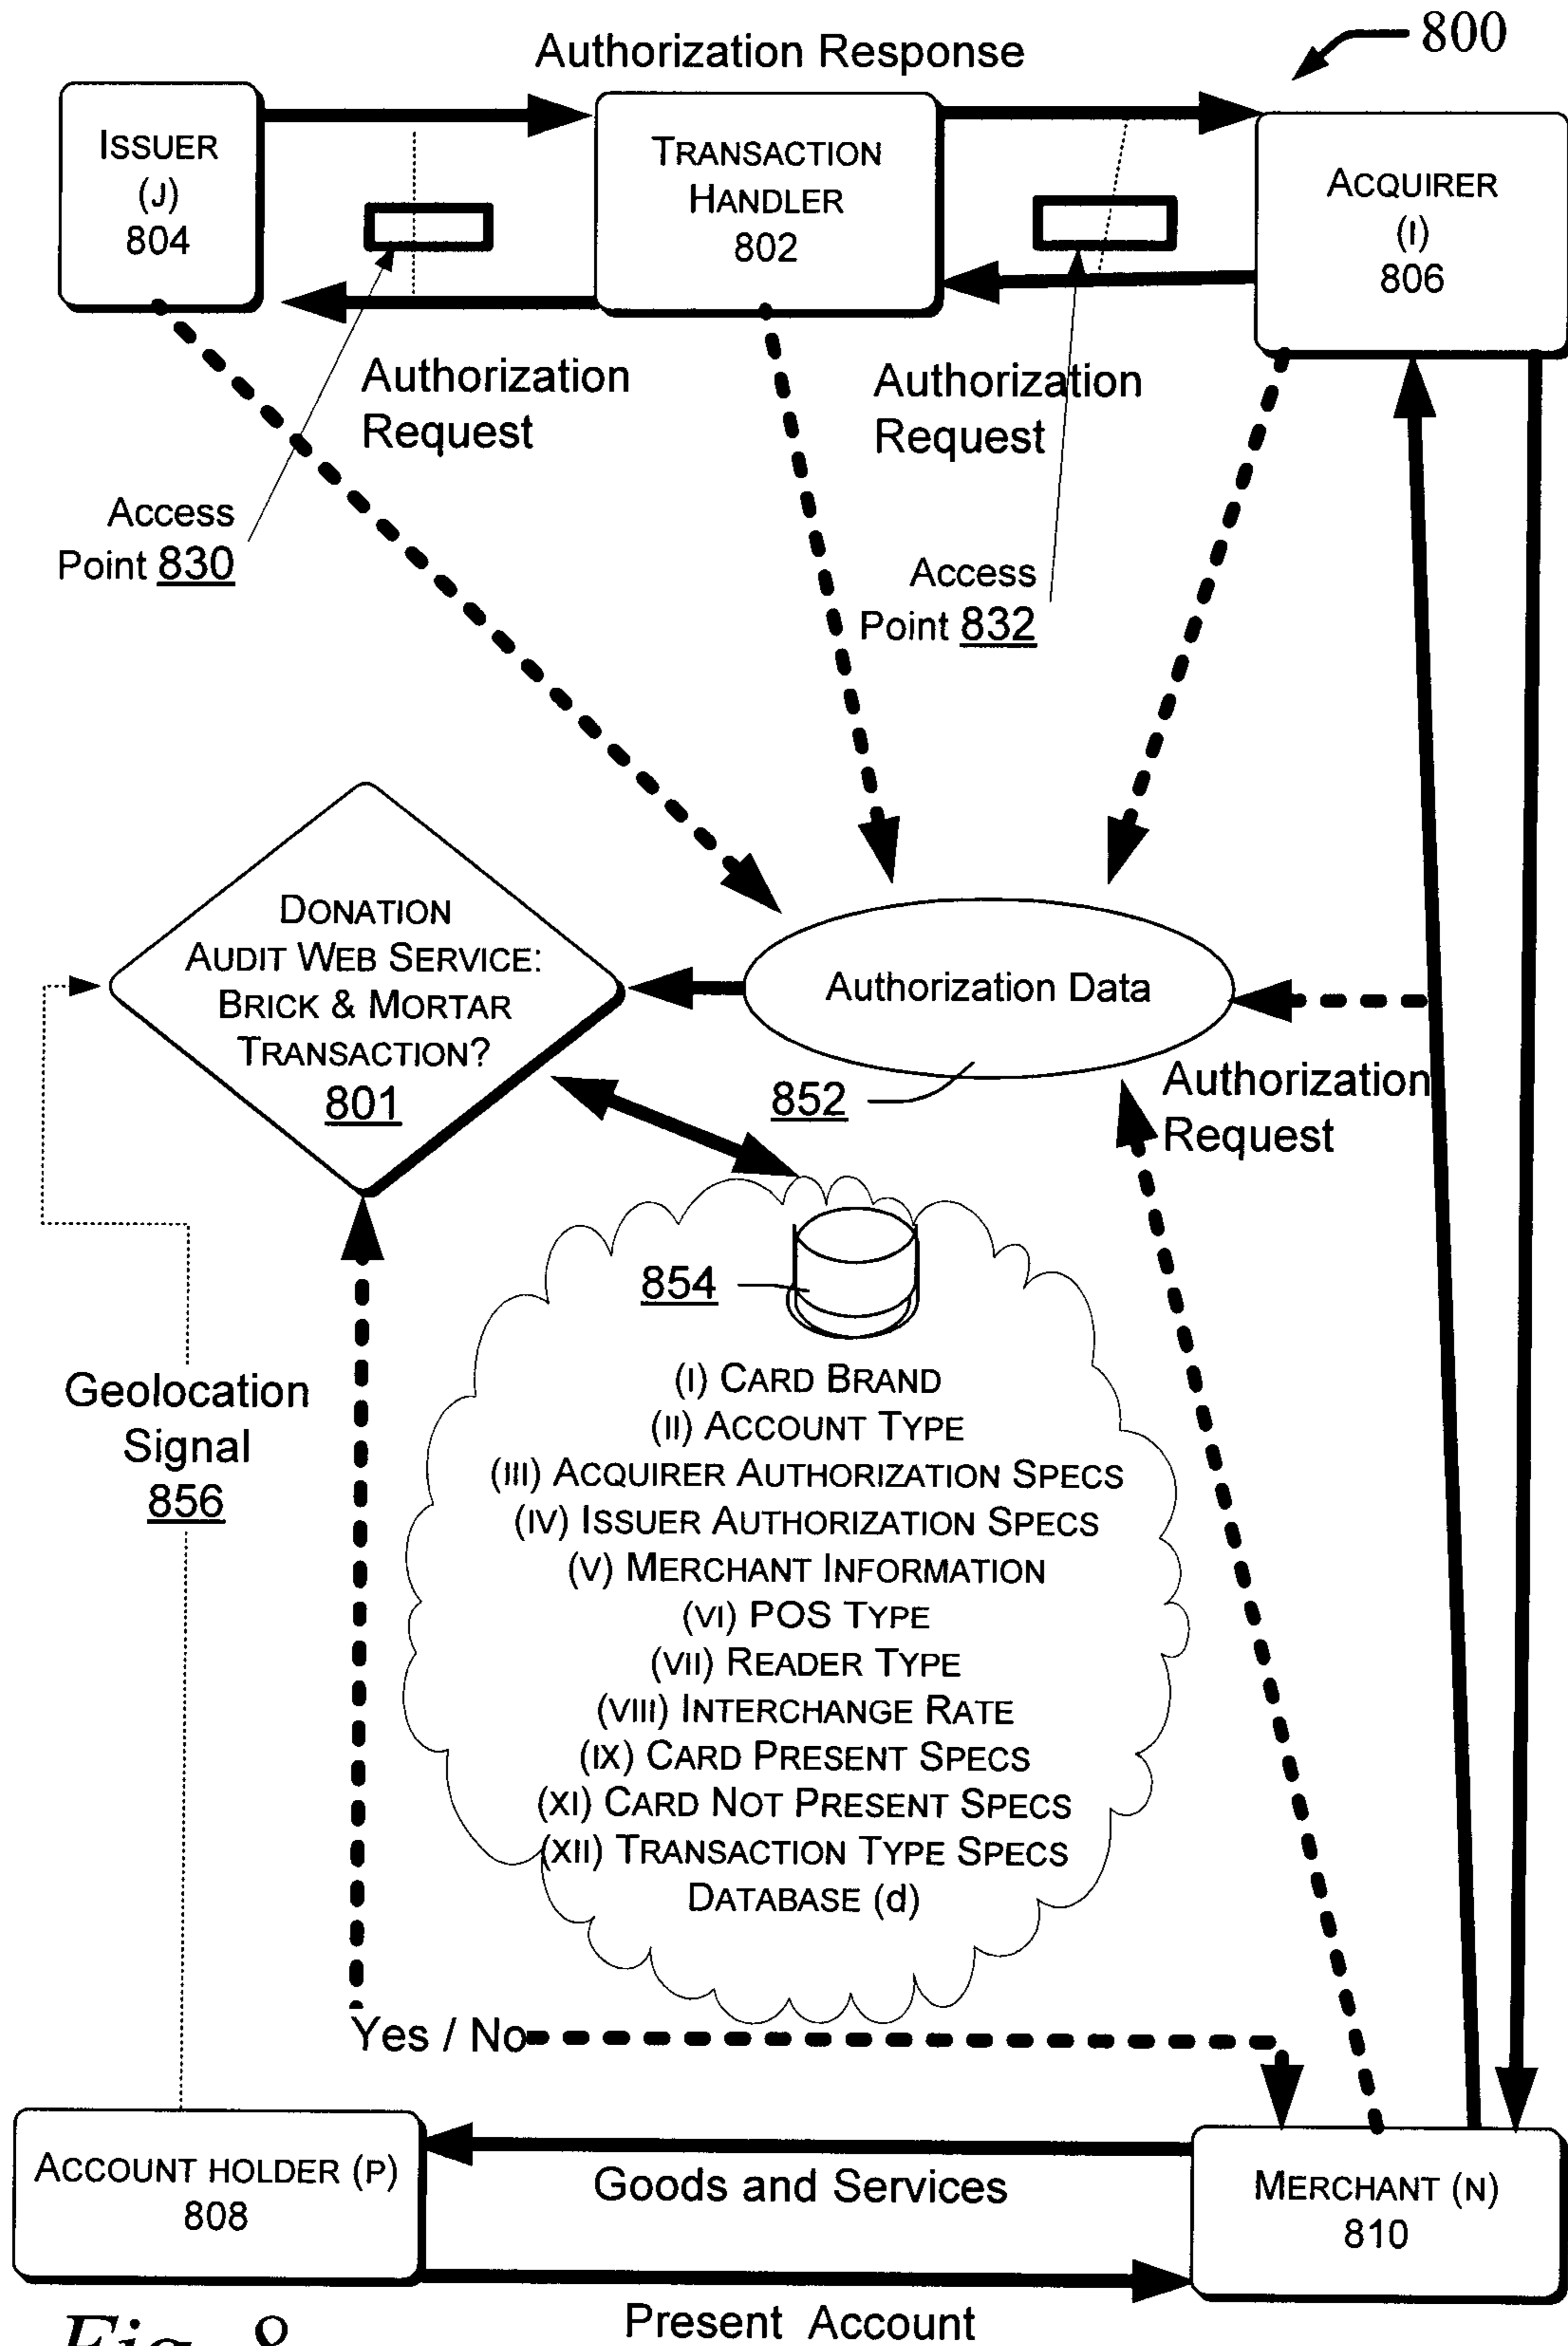 800
Authorization Response
ISSUER
(J)
804
TRANSACTION
HANDLER
802
ACQUIRER
(I)
806
Authorization
Request
Authorization
Request
Access
Point 830
Access
Point 832
DONATION
AUDIT WEB SERVICE:
BRICK & MORTAR
TRANSACTION?
801
Authorization Data
852
Authorization
Request
854
Geolocation
Signal
856
(I) CARD BRAND
(II) ACCOUNT TYPE
(III) ACQUIRER AUTHORIZATION SPECS
(IV) ISSUER AUTHORIZATION SPECS
(V) MERCHANT INFORMATION
(VI) POS TYPE
(VII) READER TYPE
(VIII) INTERCHANGE RATE
(IX) CARD PRESENT SPECS
(XI) CARD NOT PRESENT SPECS
(XII) TRANSACTION TYPE SPECS
DATABASE (d)
Yes / No
ACCOUNT HOLDER (P)
808
Goods and Services
MERCHANT (N)
810
Present Account
Fig. 8